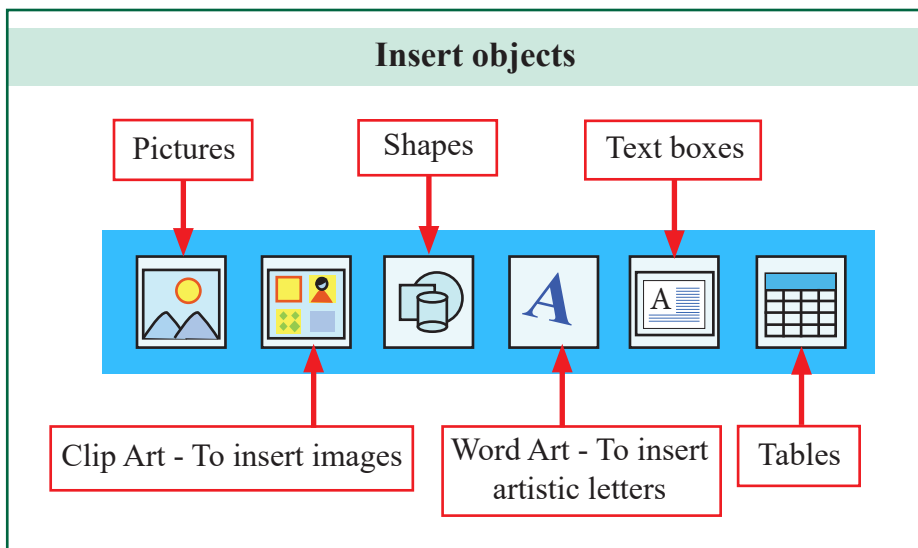 Insert objects
Pictures
Shapes
Text boxes
A
A
Clip Art - To insert images
Word Art - To insert
artistic letters
Tables